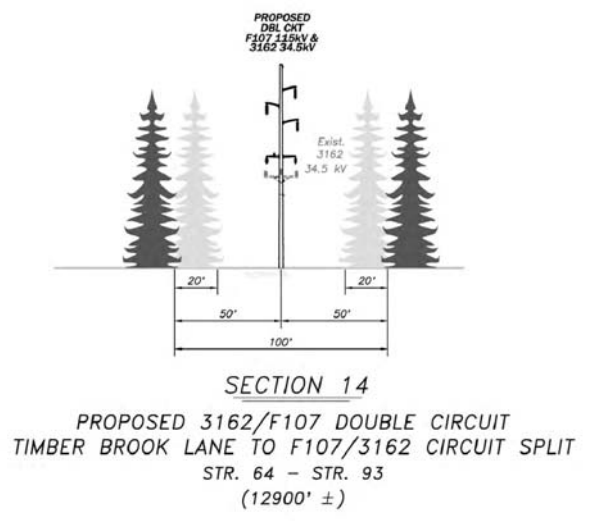 PROPOSED
DBL CKT
F107 115kV &
3162 34.5kV
Exist.
3162
34.5 kV
20'
20'
50'
50'
100'
SECTION 14
PROPOSED 3162/F107 DOUBLE CIRCUIT
TIMBER BROOK LANE TO F107/3162 CIRCUIT SPLIT
STR. 64 – STR. 93
(12900' ±)